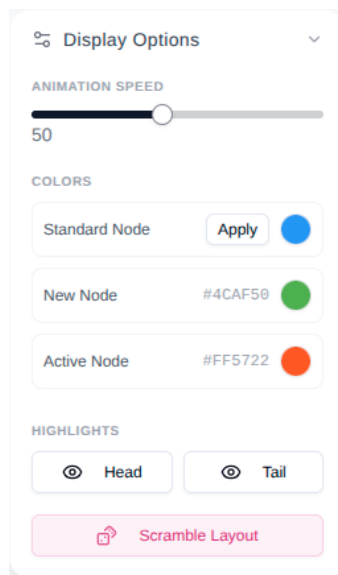 Display Options
ANIMATION SPEED
50
COLORS
Standard Node Apply
New Node #4CAF50
Active Node #FF5722
HIGHLIGHTS
Head Tail
Scramble Layout